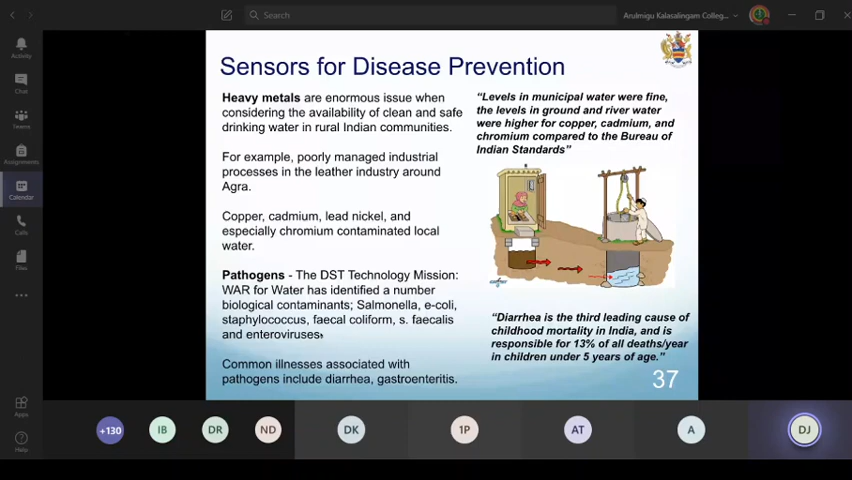 Search
Arulmigu Kalasalingam Colleg...
Activity
Chat
Teams
Assignments
Calendar
Calls
Files
Apps
Help
Sensors for Disease Prevention
Heavy metals are enormous issue when
considering the availability of clean and safe
drinking water in rural Indian communities.
For example, poorly managed industrial
processes in the leather industry around
Agra.
Copper, cadmium, lead nickel, and
especially chromium contaminated local
water.
Pathogens - The DST Technology Mission:
WAR for Water has identified a number
biological contaminants; Salmonella, e-coli,
staphylococcus, faecal coliform, s. faecalis
and enteroviruses
Common illnesses associated with
pathogens include diarrhea, gastroenteritis.
“Levels in municipal water were fine,
the levels in ground and river water
were higher for copper, cadmium, and
chromium compared to the Bureau of
Indian Standards”
“Diarrhea is the third leading cause of
childhood mortality in India, and is
responsible for 13% of all deaths/year
in children under 5 years of age.”
37
+130
IB
DR
ND
DK
1P
AT
A
DJ